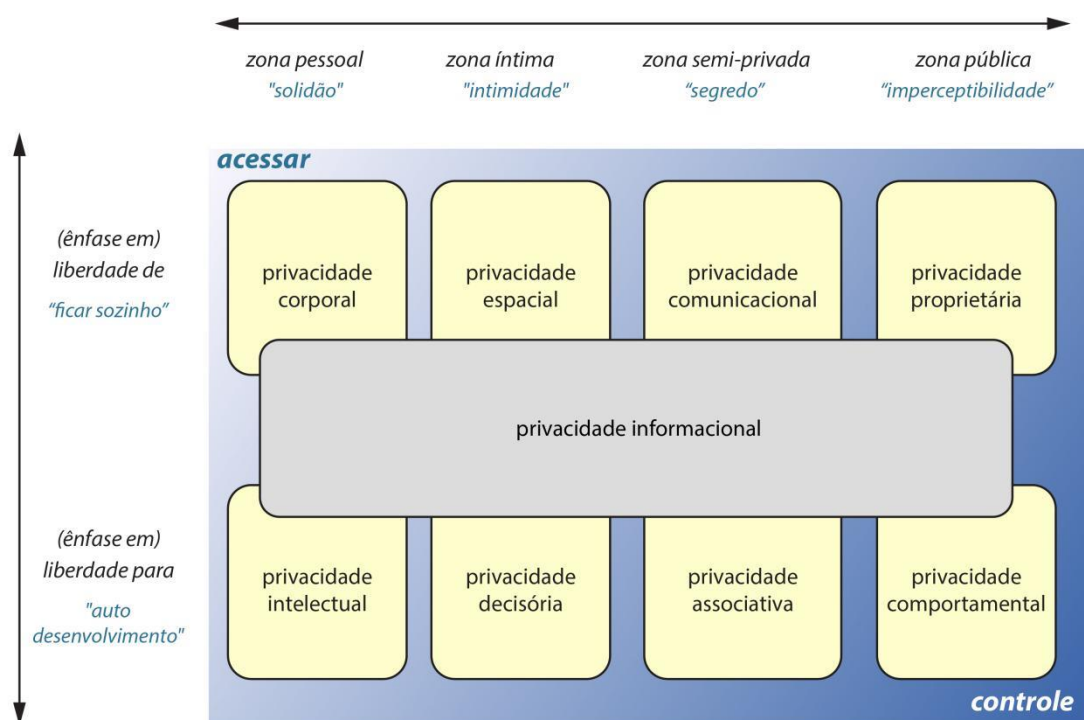 zona pessoal
"solidão"
zona íntima
"intimidade"
zona semi-privada
“segredo”
zona pública
“imperceptibilidade”
acessar
(ênfase em)
liberdade de
“ficar sozinho”
privacidade
corporal
privacidade
espacial
privacidade
comunicacional
privacidade
proprietária
privacidade informacional
(ênfase em)
liberdade para
"auto
desenvolvimento"
privacidade
intelectual
privacidade
decisória
privacidade
associativa
privacidade
comportamental
controle